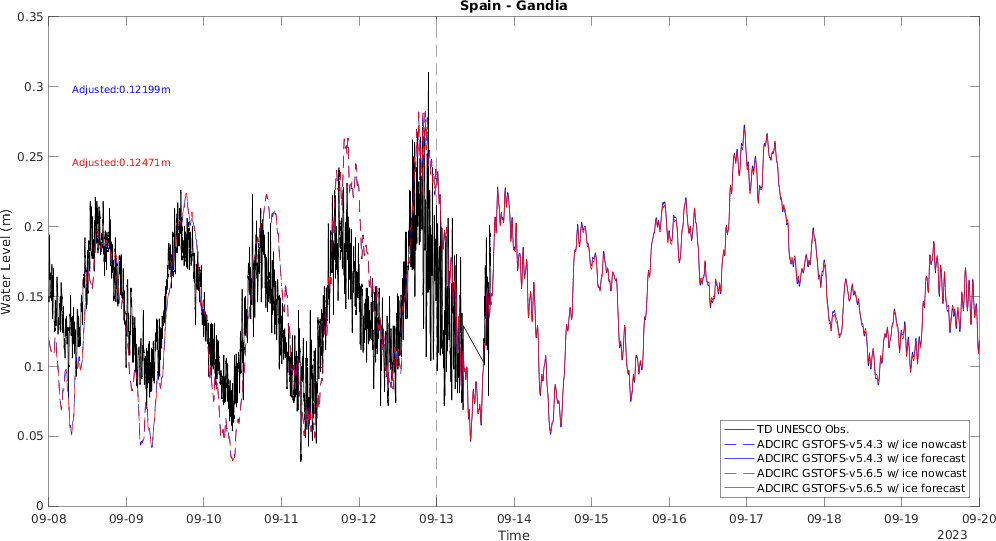 Spain - Gandia
0.35
0.3
0.25
0.2
0.15
0.1
0.05
0
Water Level (m)
Adjusted:0.12199m
Adjusted:0.12471m
TD UNESCO Obs.
ADCIRC GSTOFS-v5.4.3 w/ ice nowcast
ADCIRC GSTOFS-v5.4.3 w/ ice forecast
ADCIRC GSTOFS-v5.6.5 w/ ice nowcast
ADCIRC GSTOFS-v5.6.5 w/ ice forecast
09-08 09-09 09-10 09-11 09-12 09-13 09-14 09-15 09-16 09-17 09-18 09-19 09-20
Time
2023